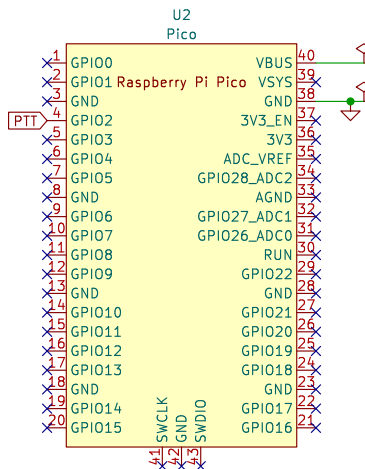 U2
Pico
1 GPIO0 VBUS 40
2 GPIO1 Raspberry Pi Pico VSYS 39
3 GND GND 38
PTT 4 GPIO2 3V3_EN 37
5 GPIO3 3V3 36
6 GPIO4 ADC_VREF 35
7 GPIO5 GPIO28_ADC2 34
8 GND AGND 33
9 GPIO6 GPIO27_ADC1 32
10 GPIO7 GPIO26_ADC0 31
11 GPIO8 RUN 30
12 GPIO9 GPIO22 29
13 GND GND 28
14 GPIO10 GPIO21 27
15 GPIO11 GPIO20 26
16 GPIO12 GPIO19 25
17 GPIO13 GPIO18 24
18 GND GND 23
19 GPIO14 GPIO17 22
20 GPIO15 GPIO16 21
SWCLK GND SWDIO
41 42 43